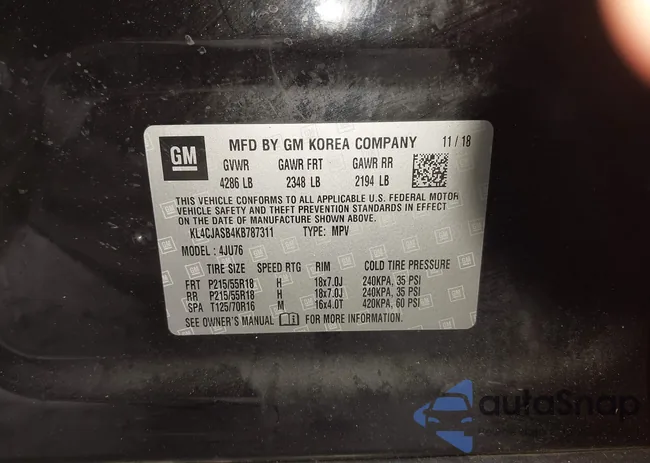 GM
MFD BY GM KOREA COMPANY 11 / 18
GVWR GAWR FRT GAWR RR
4286 LB 2348 LB 2194 LB
THIS VEHICLE CONFORMS TO ALL APPLICABLE U.S. FEDERAL MOTOR
VEHICLE SAFETY AND THEFT PREVENTION STANDARDS IN EFFECT
ON THE DATE OF MANUFACTURE SHOWN ABOVE.
KL4CJASB4KB787311 TYPE: MPV
MODEL : 4JU76
TIRE SIZE SPEED RTG RIM COLD TIRE PRESSURE
FRT P215/55R18 H 18x7.0J 240KPA, 35 PSI
RR P215/55R18 H 18x7.0J 240KPA, 35 PSI
SPA T125/70R16 M 16x4.0T 420KPA, 60 PSI
SEE OWNER'S MANUAL FOR MORE INFORMATION.
autoSnap